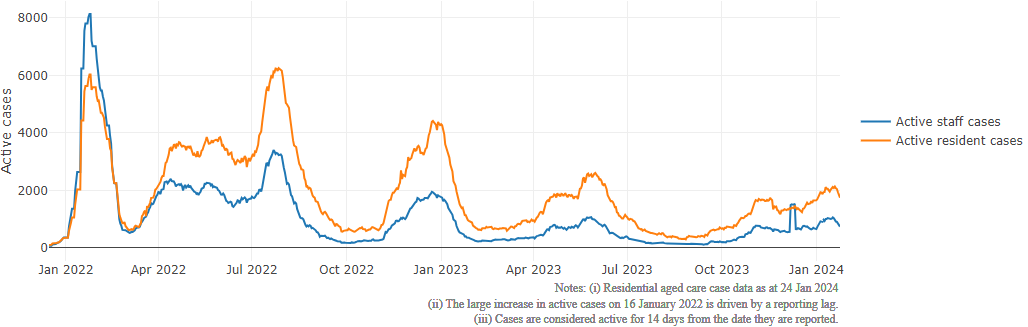 8000
6000
4000
2000
0
Active cases
Jan 2022
Apr 2022
Jul 2022
Oct 2022
Jan 2023
Apr 2023
Jul 2023
Oct 2023
Jan 2024
Active staff cases
Active resident cases
Notes: (i) Residential aged care case data as at 24 Jan 2024
(ii) The large increase in active cases on 16 January 2022 is driven by a reporting lag.
(iii) Cases are considered active for 14 days from the date they are reported.